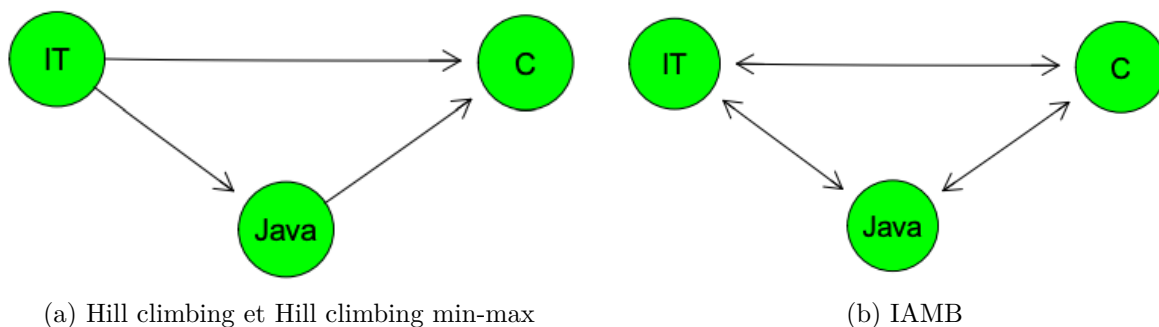 IT
C
Java
(a) Hill climbing et Hill climbing min-max
IT
C
Java
(b) IAMB